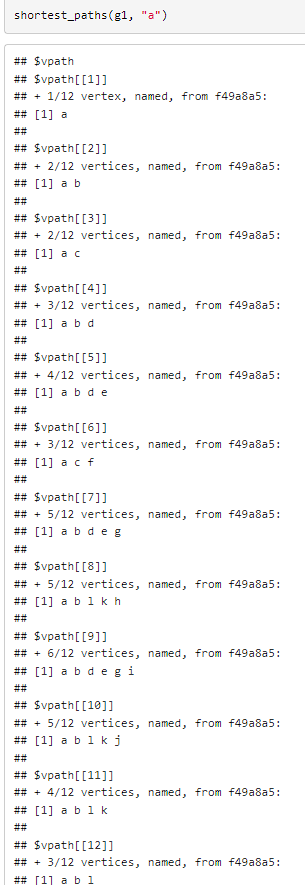 shortest_paths(g1, "a")
## $vpath
## $vpath[[1]]
## + 1/12 vertex, named, from f49a8a5:
## [1] a
##
## $vpath[[2]]
## + 2/12 vertices, named, from f49a8a5:
## [1] a b
##
## $vpath[[3]]
## + 2/12 vertices, named, from f49a8a5:
## [1] a c
##
## $vpath[[4]]
## + 3/12 vertices, named, from f49a8a5:
## [1] a b d
##
## $vpath[[5]]
## + 4/12 vertices, named, from f49a8a5:
## [1] a b d e
##
## $vpath[[6]]
## + 3/12 vertices, named, from f49a8a5:
## [1] a c f
##
## $vpath[[7]]
## + 5/12 vertices, named, from f49a8a5:
## [1] a b d e g
##
## $vpath[[8]]
## + 5/12 vertices, named, from f49a8a5:
## [1] a b l k h
##
## $vpath[[9]]
## + 6/12 vertices, named, from f49a8a5:
## [1] a b d e g i
##
## $vpath[[10]]
## + 5/12 vertices, named, from f49a8a5:
## [1] a b l k j
##
## $vpath[[11]]
## + 4/12 vertices, named, from f49a8a5:
## [1] a b l k
##
## $vpath[[12]]
## + 3/12 vertices, named, from f49a8a5:
## [1] a b l